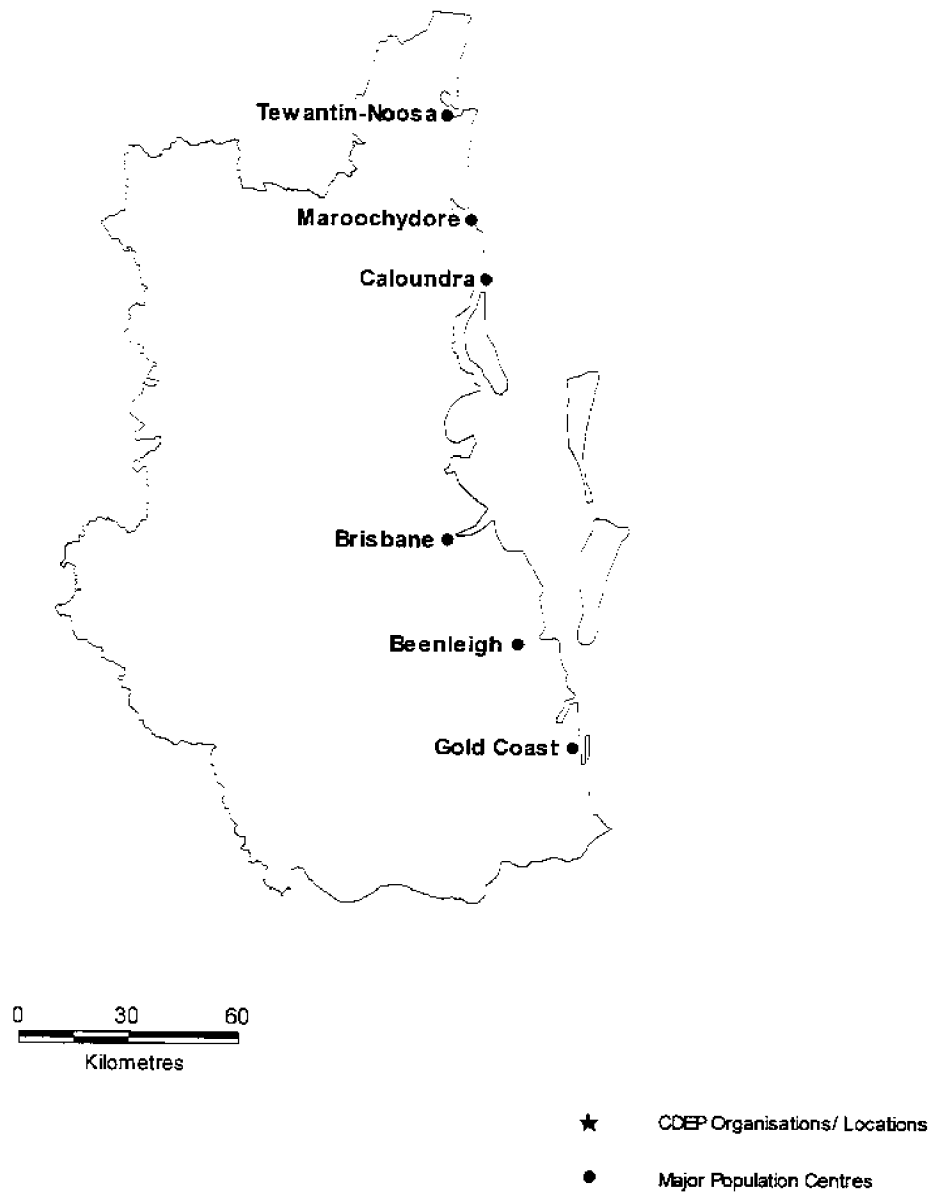 Tewantin-Noosa
Maroochydore
Caloundra
Brisbane
Beenleigh
Gold Coast
0 30 60
Kilometres
CDEP Organisations/ Locations
Major Population Centres